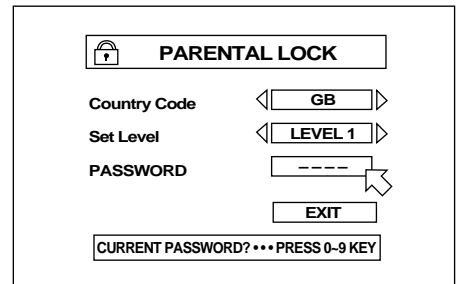 PARENTAL LOCK
Country Code GB
Set Level LEVEL 1
PASSWORD – – – –
EXIT
CURRENT PASSWORD? ••• PRESS 0~9 KEY